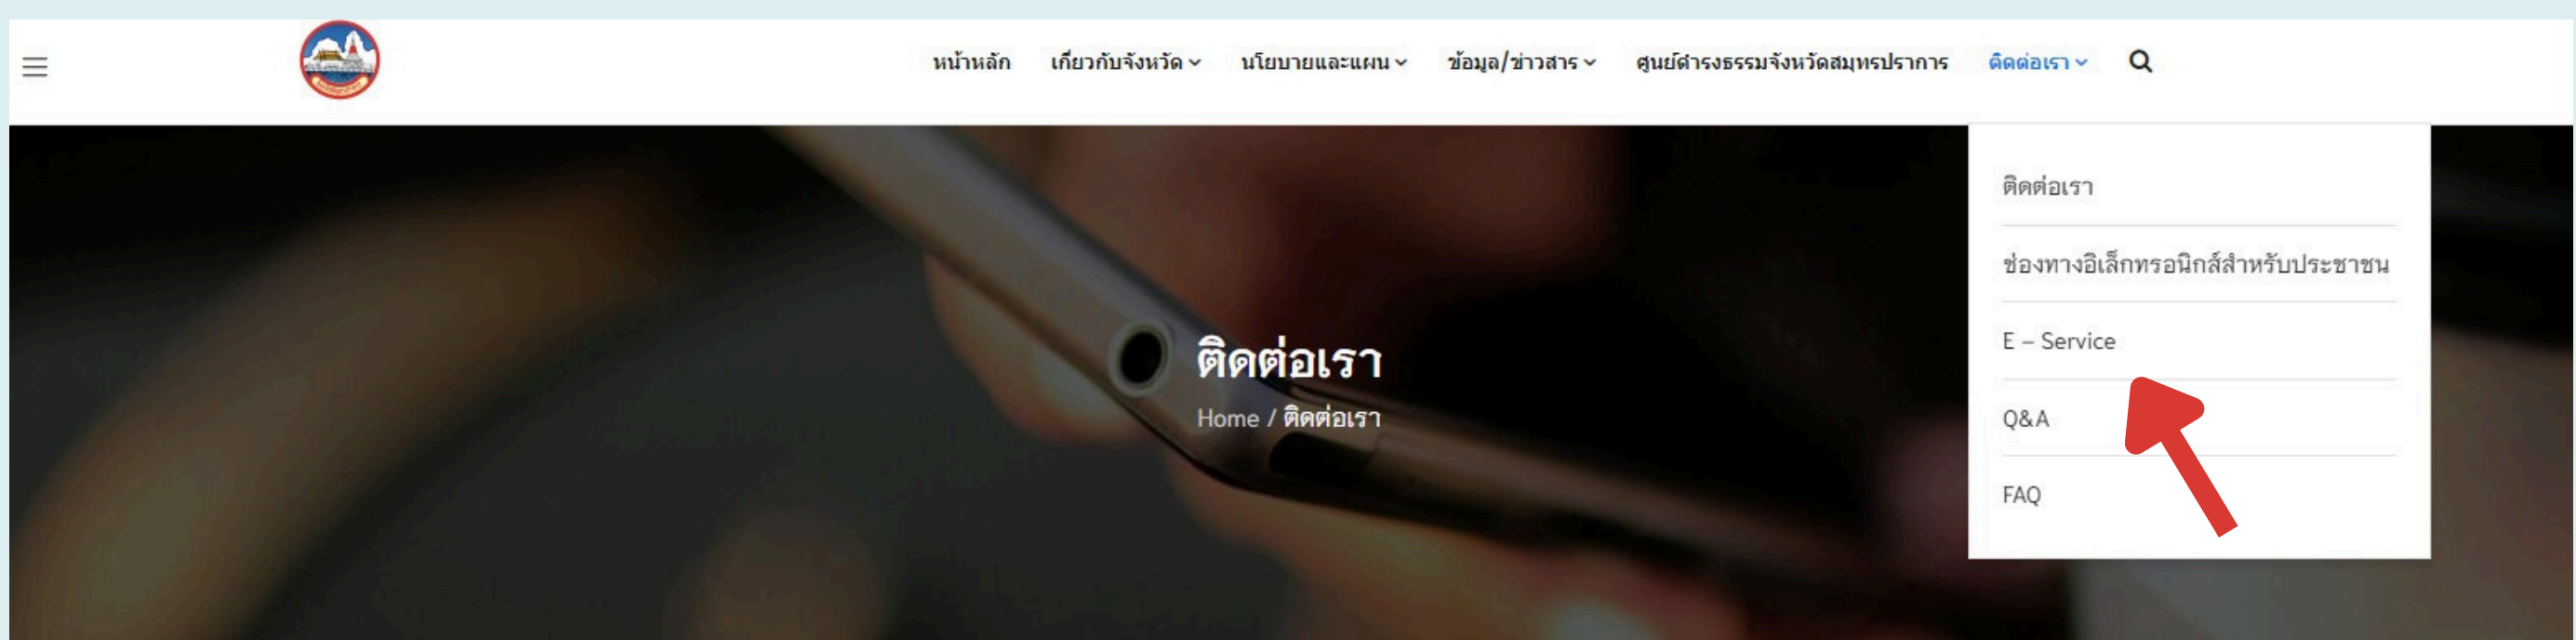 หน้าหลัก เกี่ยวกับจังหวัด นโยบายและแผน ข้อมูล/ข่าวสาร ศูนย์ดำรงธรรมจังหวัดสมุทรปราการ ติดต่อเรา
ติดต่อเรา
ช่องทางอิเล็กทรอนิกส์สำหรับประชาชน
E – Service
Q&A
FAQ
ติดต่อเรา
Home / ติดต่อเรา